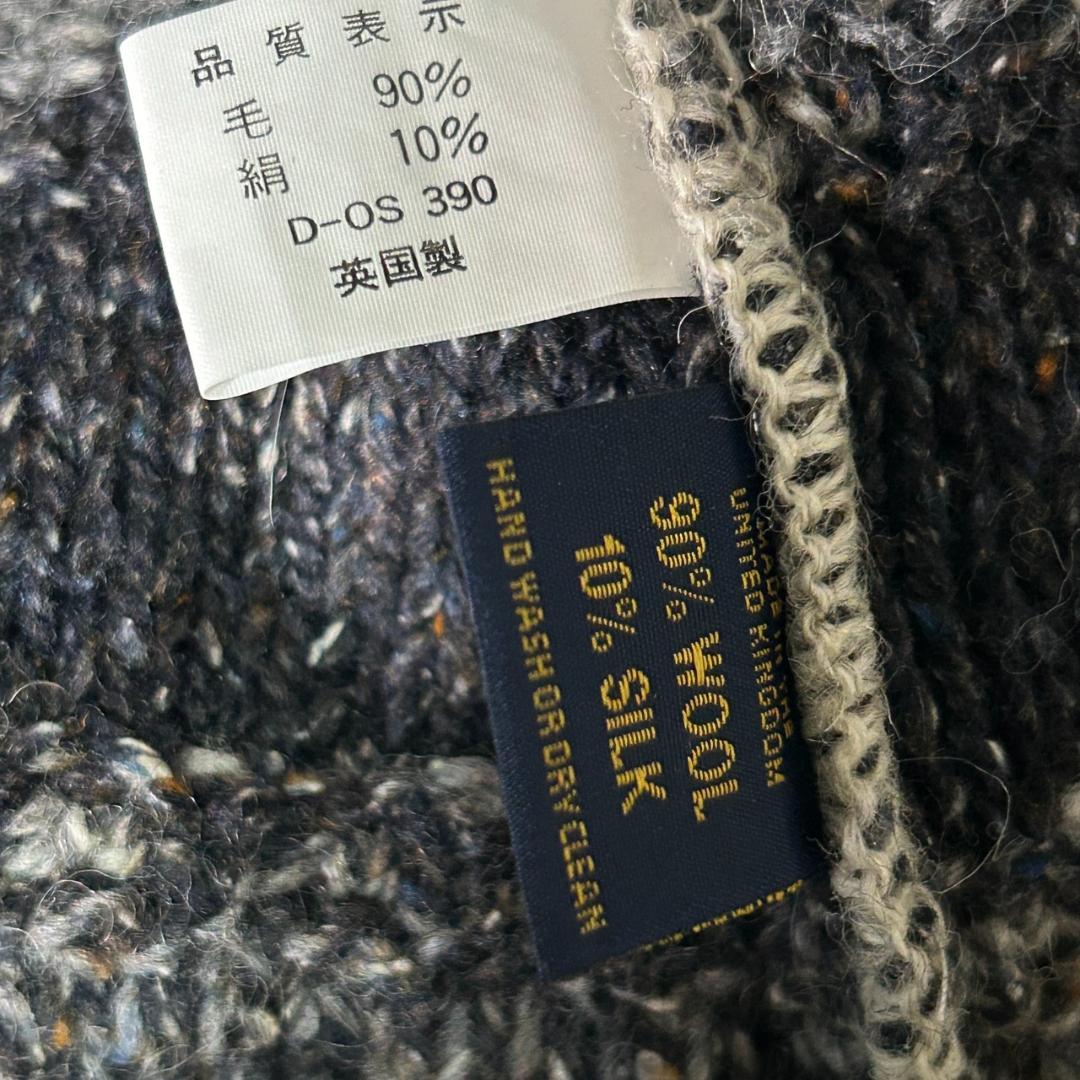 品質表示
毛 90%
絹 10%
D-OS 390
英国製
MADE IN THE
UNITED KINGDOM
90% WOOL
10% SILK
HAND WASH OR DRY CLEAN